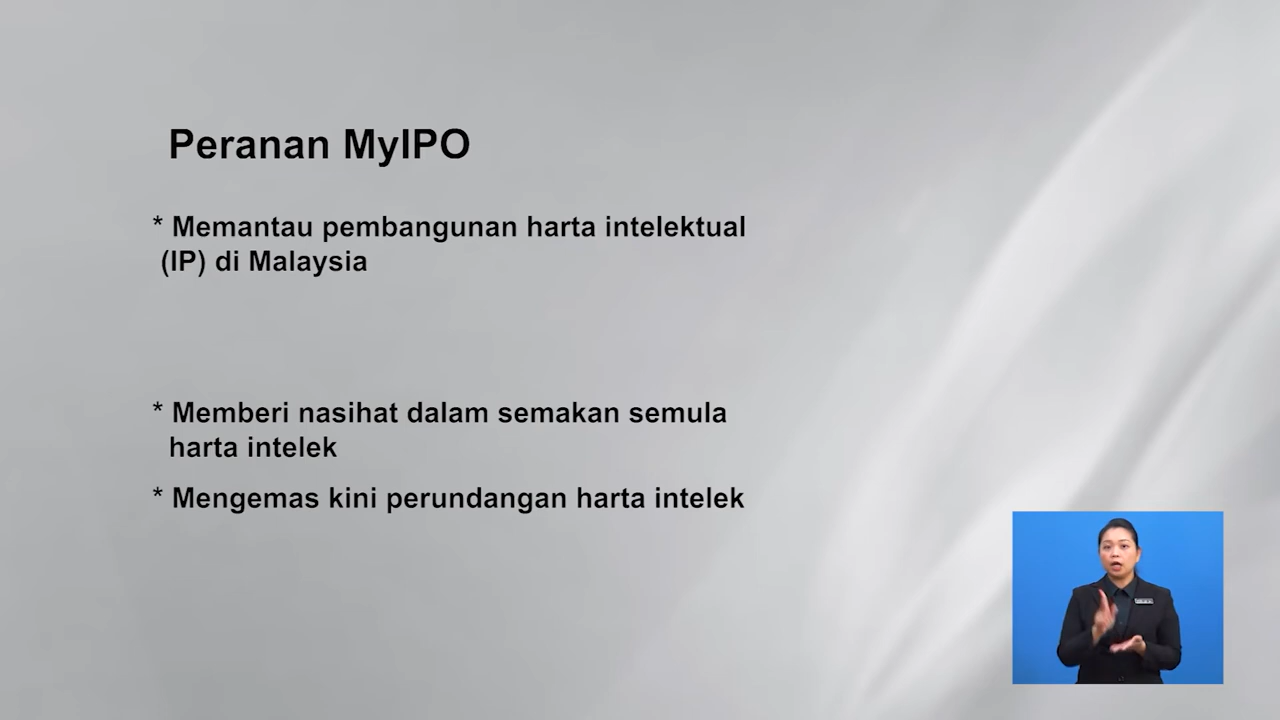 Peranan MyIPO
* Memantau pembangunan harta intelektual
(IP) di Malaysia
* Memberi nasihat dalam semakan semula
harta intelek
* Mengemas kini perundangan harta intelek